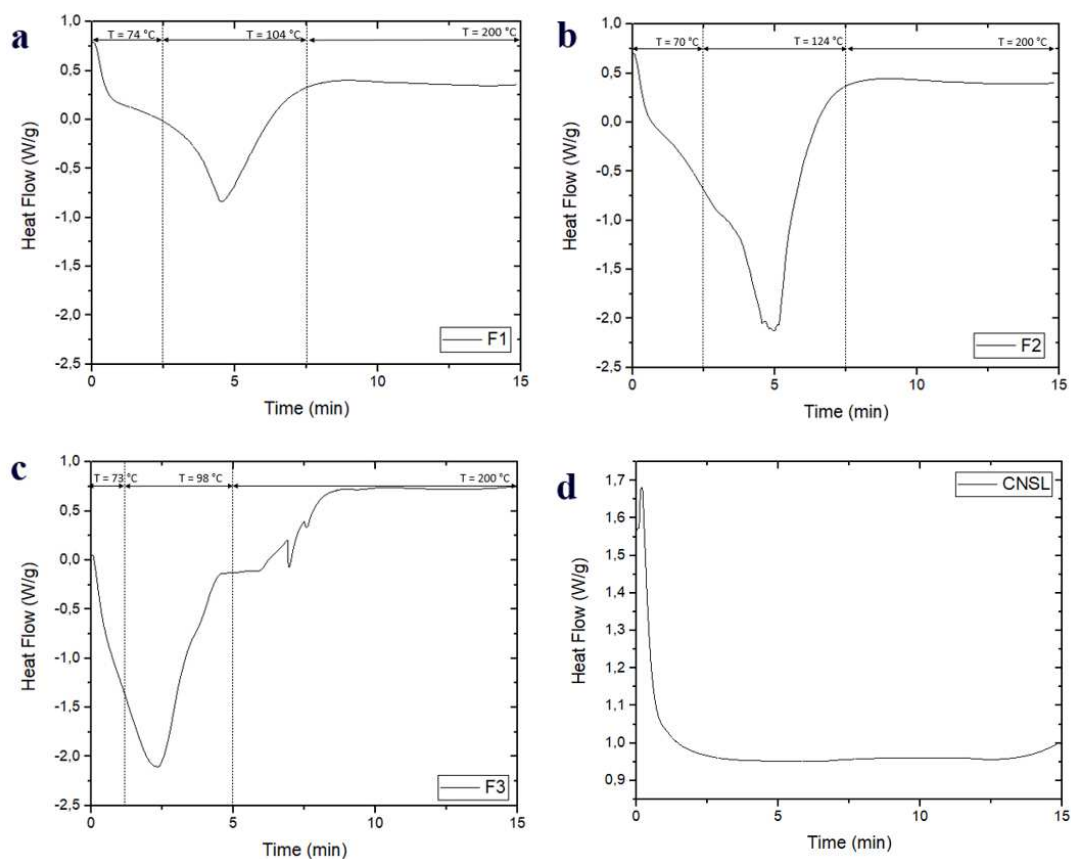 a
1,0
T = 74 °C
T = 104 °C
T = 200 °C
0,5
0,0
-0,5
-1,0
-1,5
-2,0
-2,5
Heat Flow (W/g)
F1
0
5
10
15
Time (min)
b
1,0
T = 70 °C
T = 124 °C
T = 200 °C
0,5
0,0
-0,5
-1,0
-1,5
-2,0
-2,5
Heat Flow (W/g)
F2
0
5
10
15
Time (min)
c
1,0
T = 73 °C
T = 98 °C
T = 200 °C
0,5
0,0
-0,5
-1,0
-1,5
-2,0
-2,5
Heat Flow (W/g)
F3
0
5
10
15
Time (min)
d
1,7
1,6
1,5
1,4
1,3
1,2
1,1
1,0
0,9
Heat Flow (W/g)
CNSL
0
5
10
15
Time (min)